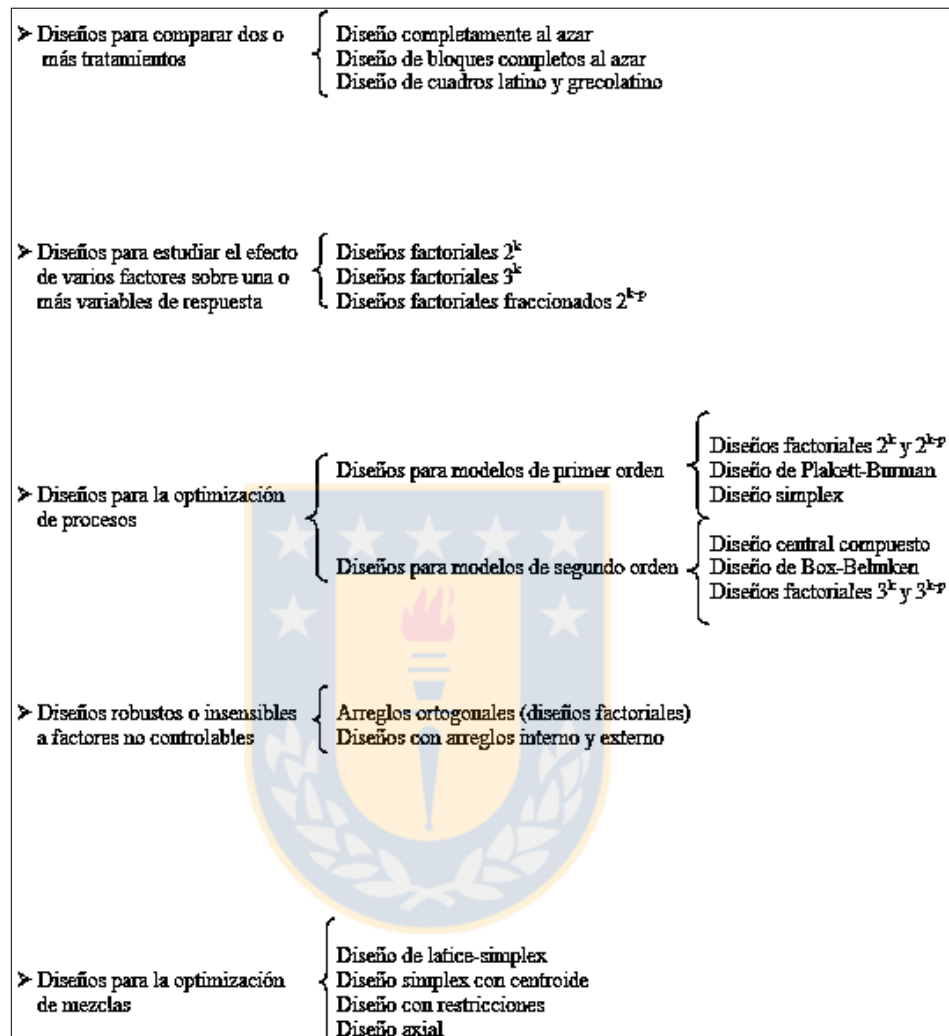 ➤ Diseños para comparar dos o
más tratamientos
Diseño completamente al azar
Diseño de bloques completos al azar
Diseño de cuadros latino y grecolatino
➤ Diseños para estudiar el efecto
de varios factores sobre una o
más variables de respuesta
Diseños factoriales 2^k
Diseños factoriales 3^k
Diseños factoriales fraccionados 2^k-p
➤ Diseños para la optimización
de procesos
Diseños para modelos de primer orden
Diseños factoriales 2^k y 2^k-p
Diseño de Plakett-Burman
Diseño simplex
Diseños para modelos de segundo orden
Diseño central compuesto
Diseño de Box-Behnken
Diseños factoriales 3^k y 3^k-p
➤ Diseños robustos o insensibles
a factores no controlables
Arreglos ortogonales (diseños factoriales)
Diseños con arreglos interno y externo
➤ Diseños para la optimización
de mezclas
Diseño de latice-simplex
Diseño simplex con centroide
Diseño con restricciones
Diseño axial